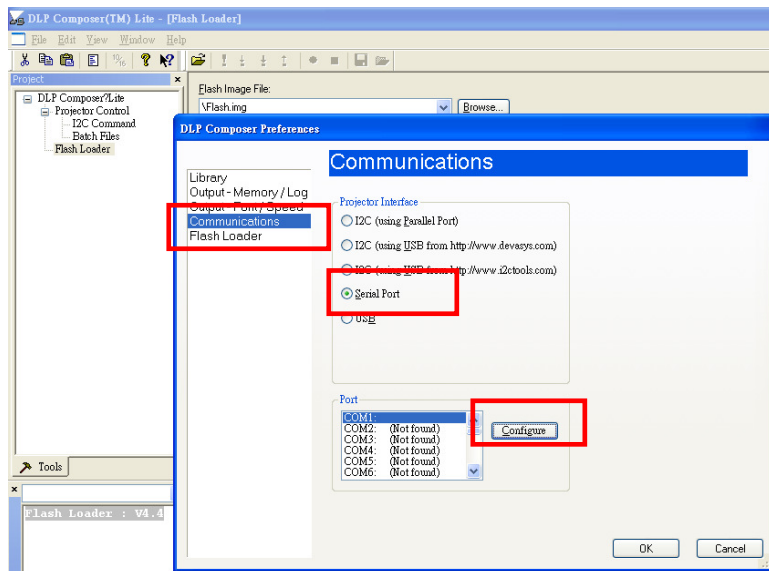 DLP Composer(TM) Lite - [Flash Loader]
File Edit View Window Help
Project
DLP Composer?Lite
Projector Control
I2C Command
Batch Files
Flash Loader
Flash Image File:
\Flash.img
Browse...
DLP Composer Preferences
Library
Output - Memory / Log
Output - Font / Speed
Communications
Flash Loader
Communications
Projector Interface
I2C (using Parallel Port)
I2C (using USB from http://www.devasys.com)
I2C (using USB from http://www.i2ctools.com)
Serial Port
USB
Port
COM1:
COM2: (Not found)
COM3: (Not found)
COM4: (Not found)
COM5: (Not found)
COM6: (Not found)
Configure
OK Cancel
Tools
Flash Loader : V4.4